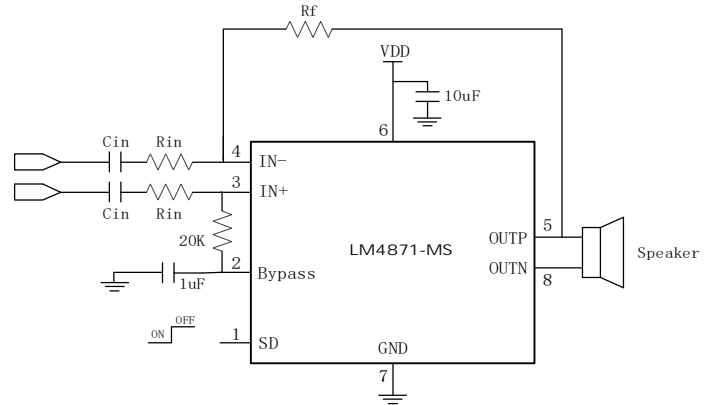 Rf
VDD
10uF
6
Cin Rin
4 IN-
3 IN+
Cin Rin
20K
LM4871-MS
OUTP 5
OUTN
8
Speaker
2
Bypass
1uF
ON OFF
1
SD
GND
7